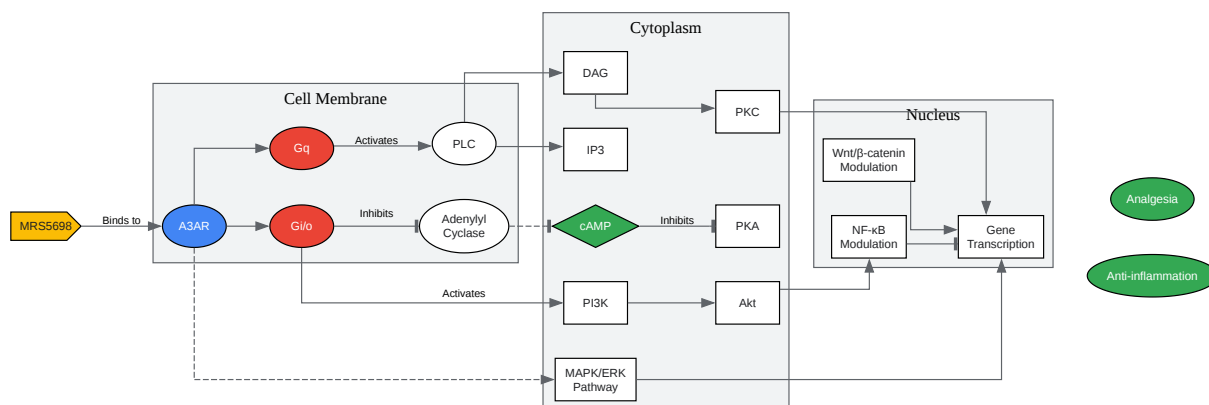 Cytoplasm
Cell Membrane
Nucleus
DAG
PKC
Gq
Activates
PLC
IP3
Wnt/β-catenin
Modulation
MRS5698
Binds to
A3AR
Gi/o
Inhibits
Adenylyl
Cyclase
cAMP
Inhibits
PKA
NF-κB
Modulation
Gene
Transcription
Analgesia
Anti-inflammation
Activates
PI3K
Akt
MAPK/ERK
Pathway